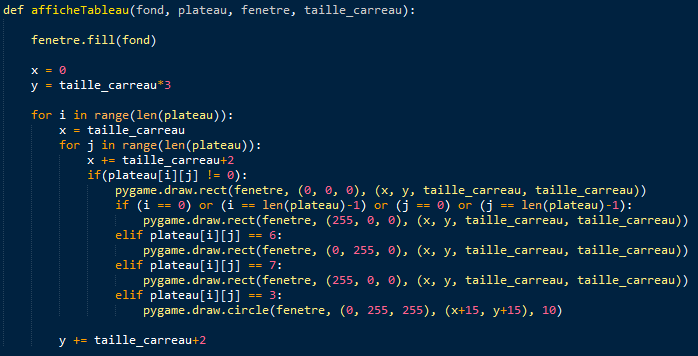 def afficheTableau(fond, plateau, fenetre, taille_carreau):
fenetre.fill(fond)
x = 0
y = taille_carreau*3
for i in range(len(plateau)):
x = taille_carreau
for j in range(len(plateau)):
x += taille_carreau+2
if(plateau[i][j] != 0):
pygame.draw.rect(fenetre, (0, 0, 0), (x, y, taille_carreau, taille_carreau))
if (i == 0) or (i == len(plateau)-1) or (j == 0) or (j == len(plateau)-1):
pygame.draw.rect(fenetre, (255, 0, 0), (x, y, taille_carreau, taille_carreau))
elif plateau[i][j] == 6:
pygame.draw.rect(fenetre, (0, 255, 0), (x, y, taille_carreau, taille_carreau))
elif plateau[i][j] == 7:
pygame.draw.rect(fenetre, (255, 0, 0), (x, y, taille_carreau, taille_carreau))
elif plateau[i][j] == 3:
pygame.draw.circle(fenetre, (0, 255, 255), (x+15, y+15), 10)
y += taille_carreau+2